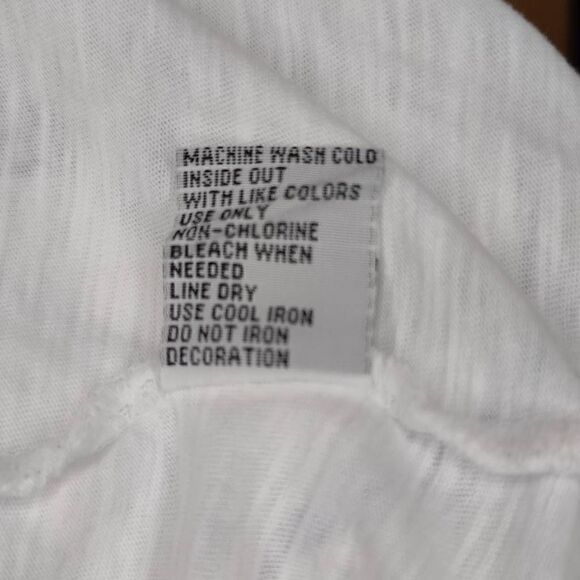 MACHINE WASH COLD
INSIDE OUT
WITH LIKE COLORS
USE ONLY
NON-CHLORINE
BLEACH WHEN
NEEDED
LINE DRY
USE COOL IRON
DO NOT IRON
DECORATION